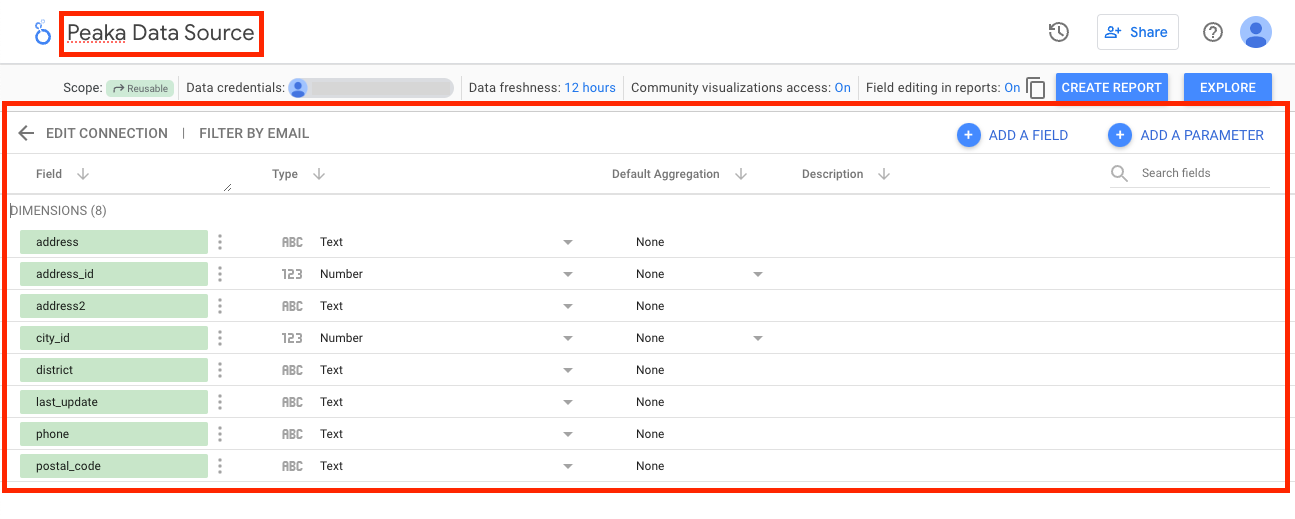 Peaka Data Source
Share
Scope: Reusable Data credentials: Data freshness: 12 hours Community visualizations access: On Field editing in reports: On CREATE REPORT EXPLORE
EDIT CONNECTION | FILTER BY EMAIL ADD A FIELD ADD A PARAMETER
Field Type Default Aggregation Description Search fields
DIMENSIONS (8)
address ABC Text None
address_id 123 Number None
address2 ABC Text None
city_id 123 Number None
district ABC Text None
last_update ABC Text None
phone ABC Text None
postal_code ABC Text None